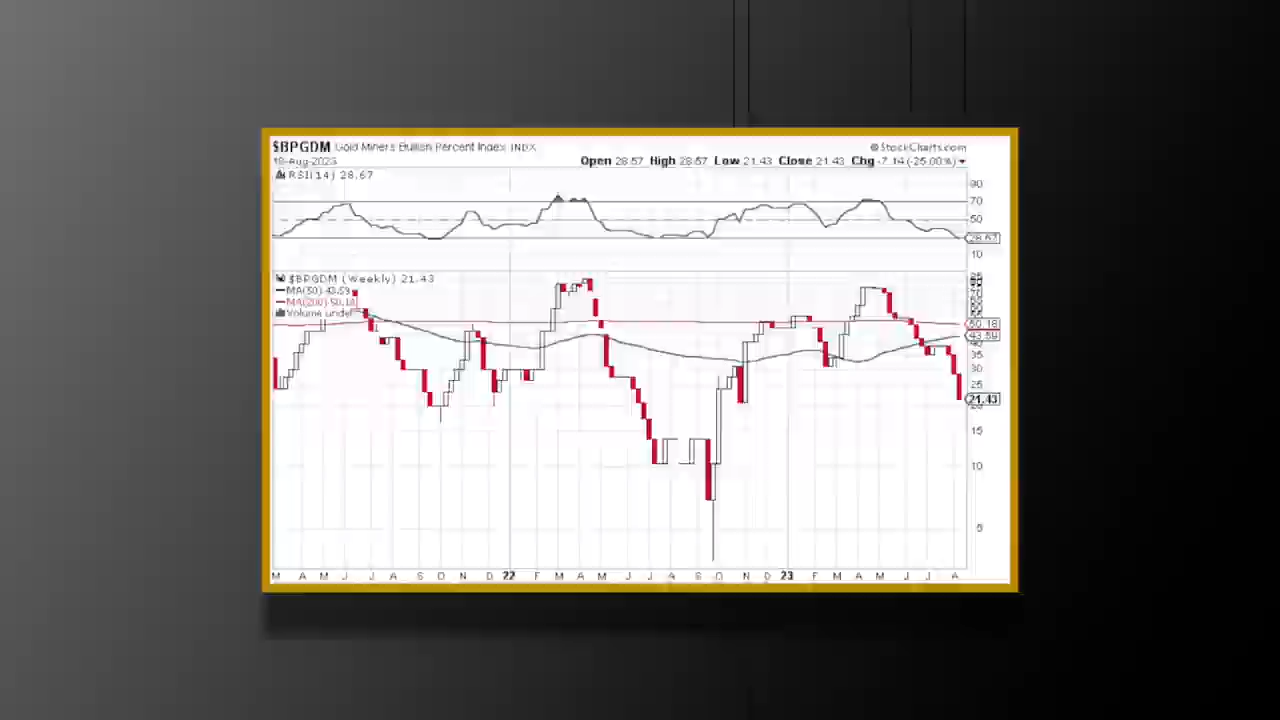 $BPGDM Gold Miners Bullish Percent Index INDX
© StockCharts.com
18-Aug-2023
Open 28.57 High 28.57 Low 21.43 Close 21.43 Chg -7.14 (-25.00%)
RSI(14) 28.67
90
70
50
28.67
10
$BPGDM (Weekly) 21.43
MA(50) 43.59
MA(200) 50.18
Volume undef
50.18
43.59
40
35
30
25
21.43
20
15
10
5
M A M J J A S O N D 22 F M A M J J A S O N D 23 F M A M J J A